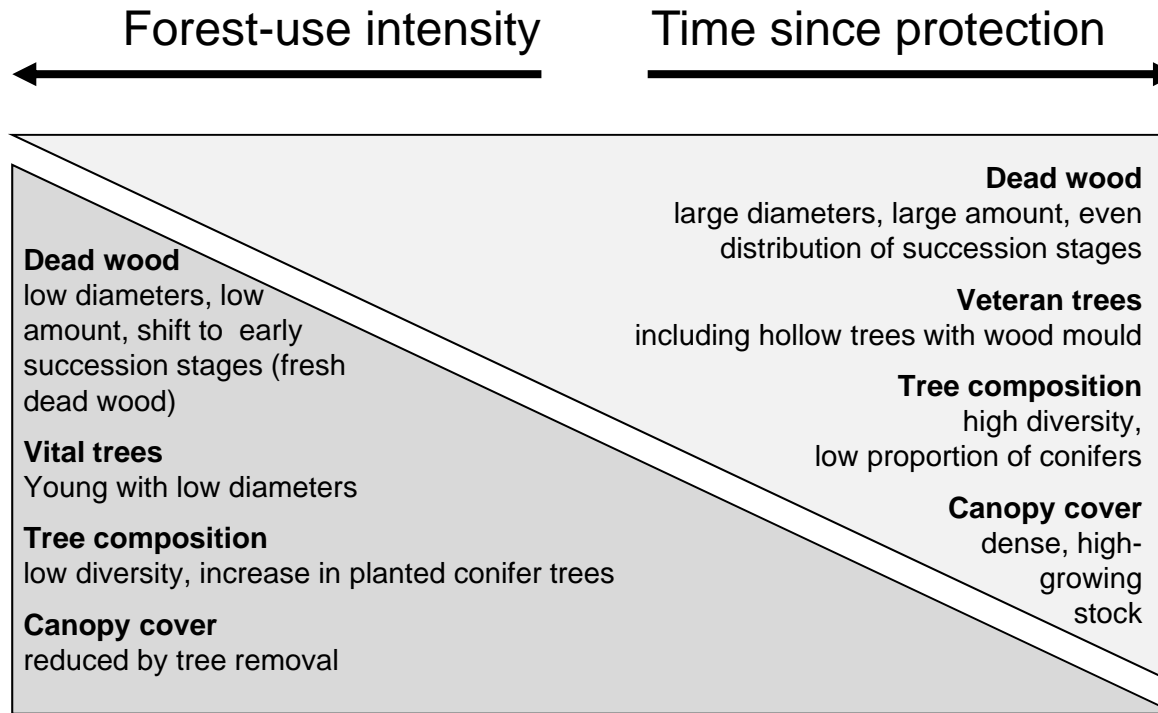 Forest-use intensity
Time since protection
Dead wood
low diameters, low
amount, shift to early
succession stages (fresh
dead wood)
Vital trees
Young with low diameters
Tree composition
low diversity, increase in planted conifer trees
Canopy cover
reduced by tree removal
Dead wood
large diameters, large amount, even
distribution of succession stages
Veteran trees
including hollow trees with wood mould
Tree composition
high diversity,
low proportion of conifers
Canopy cover
dense, high-
growing
stock